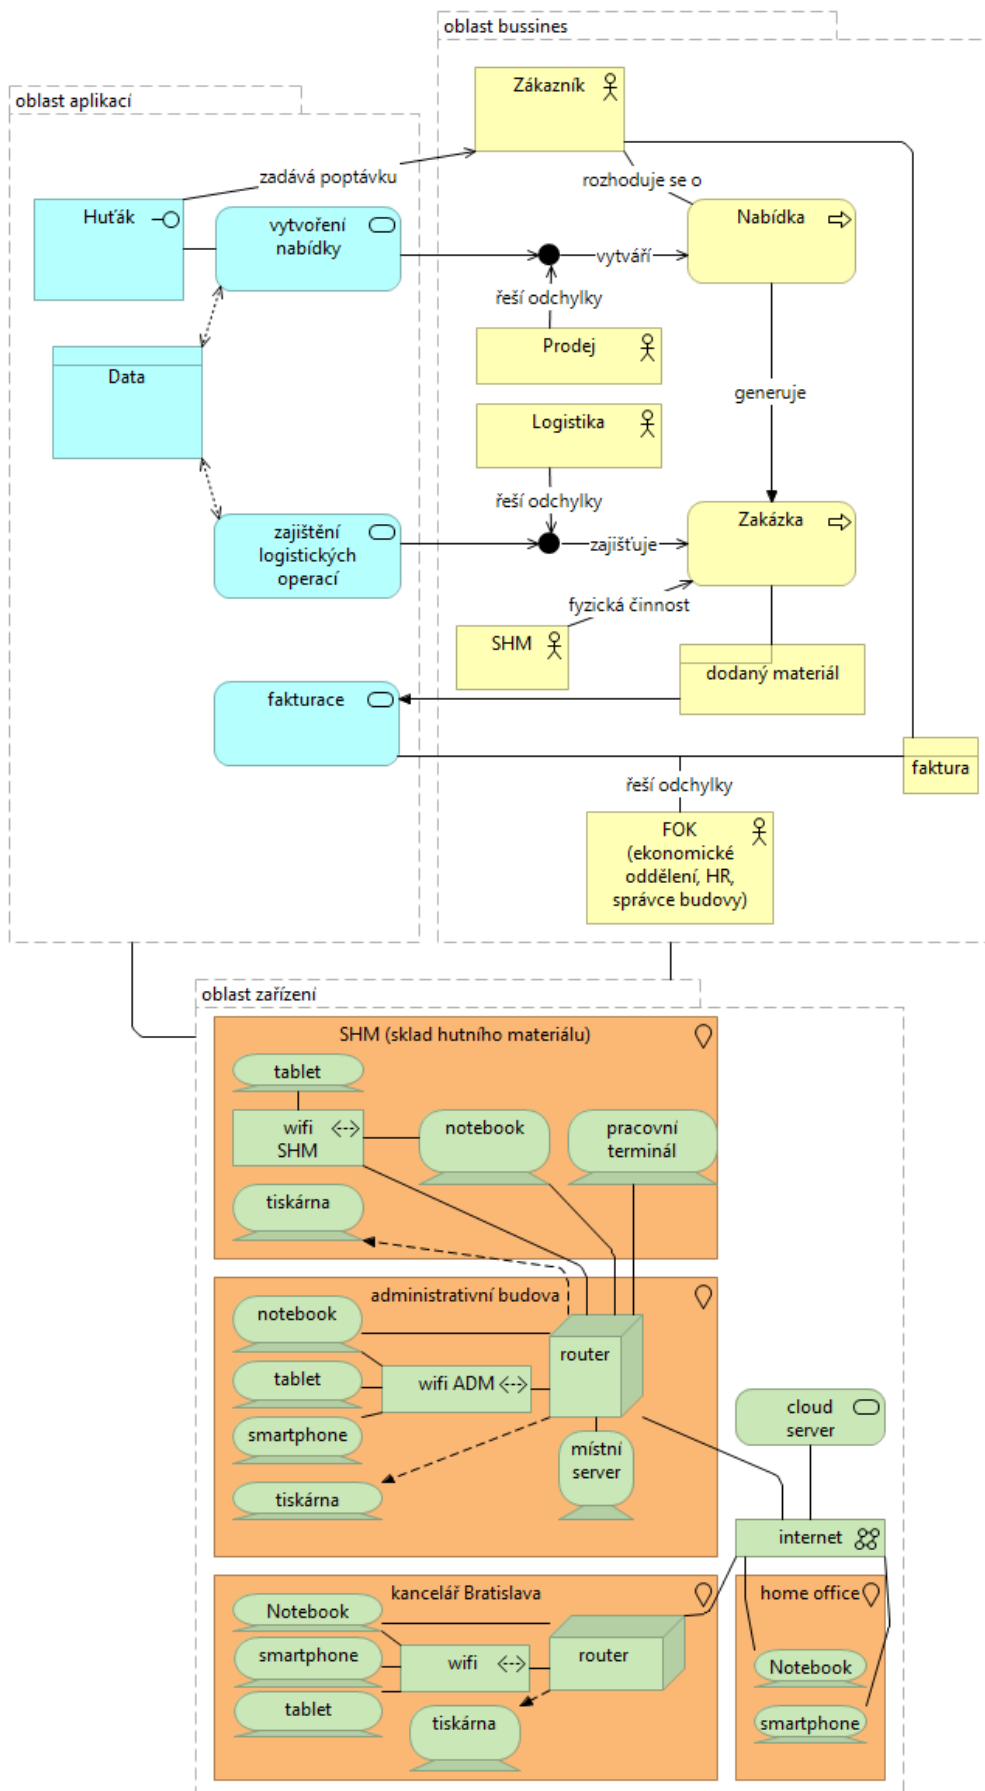 oblast bussines
oblast aplikací
Zákazník
zadává poptávku
rozhoduje se o
Huťák
vytvoření
nabídky
Nabídka
vytváří
řeší odchylky
Prodej
Data
generuje
Logistika
řeší odchylky
zajištění
logistických
operací
zajišťuje
Zakázka
fyzická činnost
SHM
dodaný materiál
fakturace
faktura
řeší odchylky
FOK
(ekonomické
oddělení, HR,
správce budovy)
oblast zařízení
SHM (sklad hutního materiálu)
tablet
wifi
SHM
notebook
pracovní
terminál
tiskárna
administrativní budova
notebook
router
tablet
wifi ADM
smartphone
místní
server
tiskárna
cloud
server
internet
kancelář Bratislava
Notebook
smartphone
wifi
router
tablet
tiskárna
home office
Notebook
smartphone